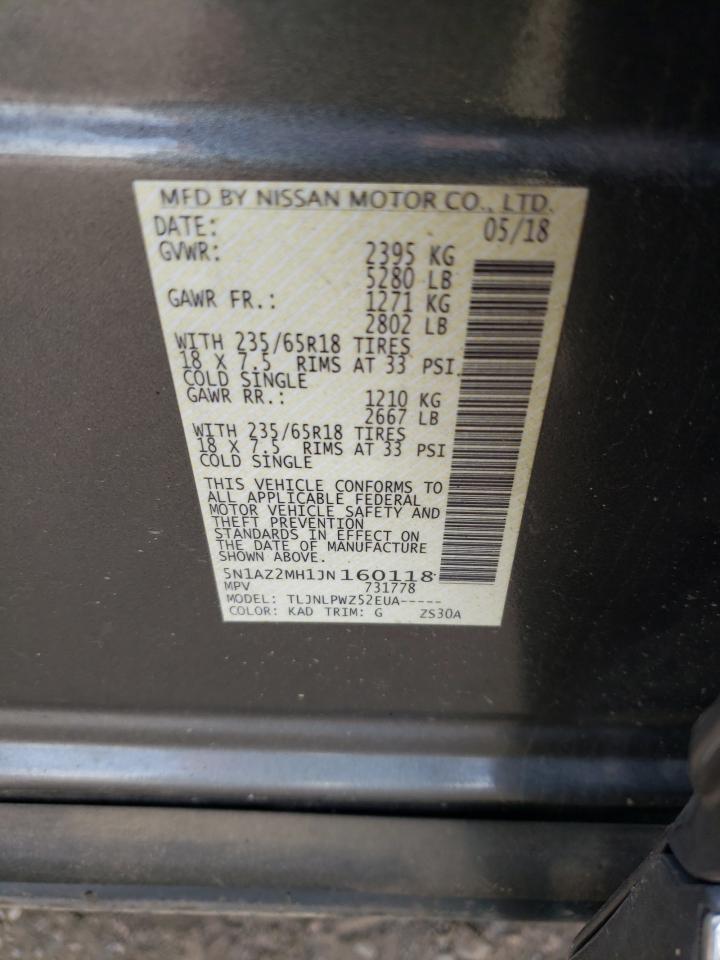 MFD BY NISSAN MOTOR CO., LTD.
DATE: 05/18
GVWR: 2395 KG
5280 LB
GAWR FR.: 1271 KG
2802 LB
WITH 235/65R18 TIRES
18 X 7.5 RIMS AT 33 PSI
COLD SINGLE
GAWR RR.: 1210 KG
2667 LB
WITH 235/65R18 TIRES
18 X 7.5 RIMS AT 33 PSI
COLD SINGLE
THIS VEHICLE CONFORMS TO
ALL APPLICABLE FEDERAL
MOTOR VEHICLE SAFETY AND
THEFT PREVENTION
STANDARDS IN EFFECT ON
THE DATE OF MANUFACTURE
SHOWN ABOVE.
5N1AZ2MH1JN160118
MPV 731778
MODEL: TLJNLPWZ52EUA-----
COLOR: KAD TRIM: G ZS30A